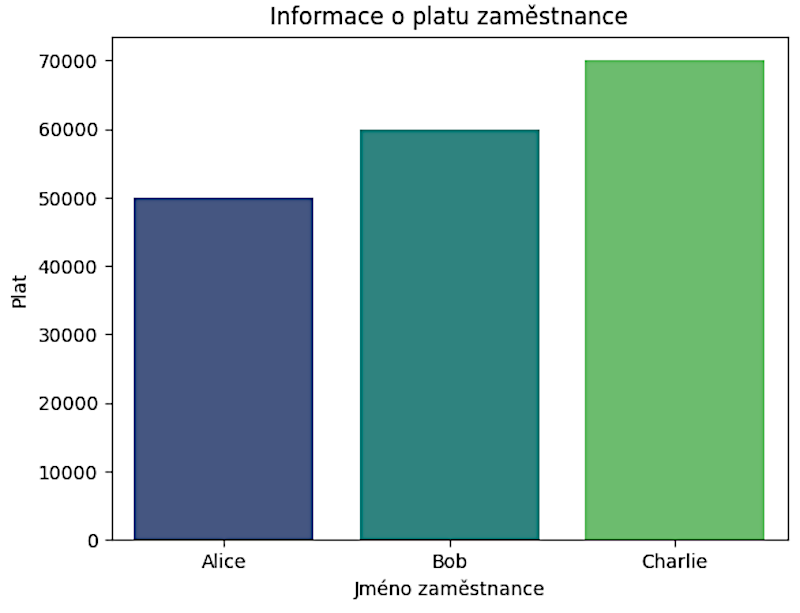 Informace o platu zaměstnance
70000
60000
50000
40000
30000
20000
10000
0
Plat
Alice
Bob
Charlie
Jméno zaměstnance